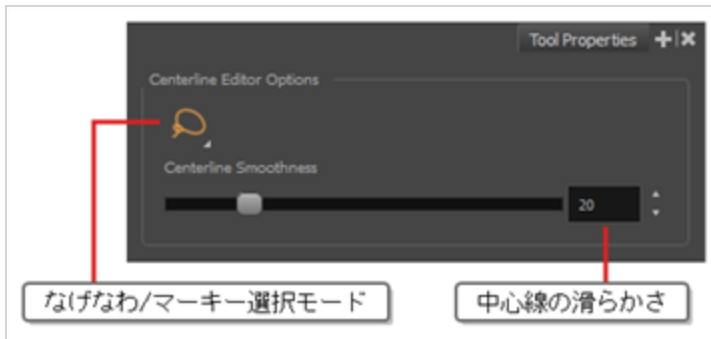 Tool Properties
Centerline Editor Options
Centerline Smoothness
20
なげなわ/マーキー選択モード
中心線の滑らかさ